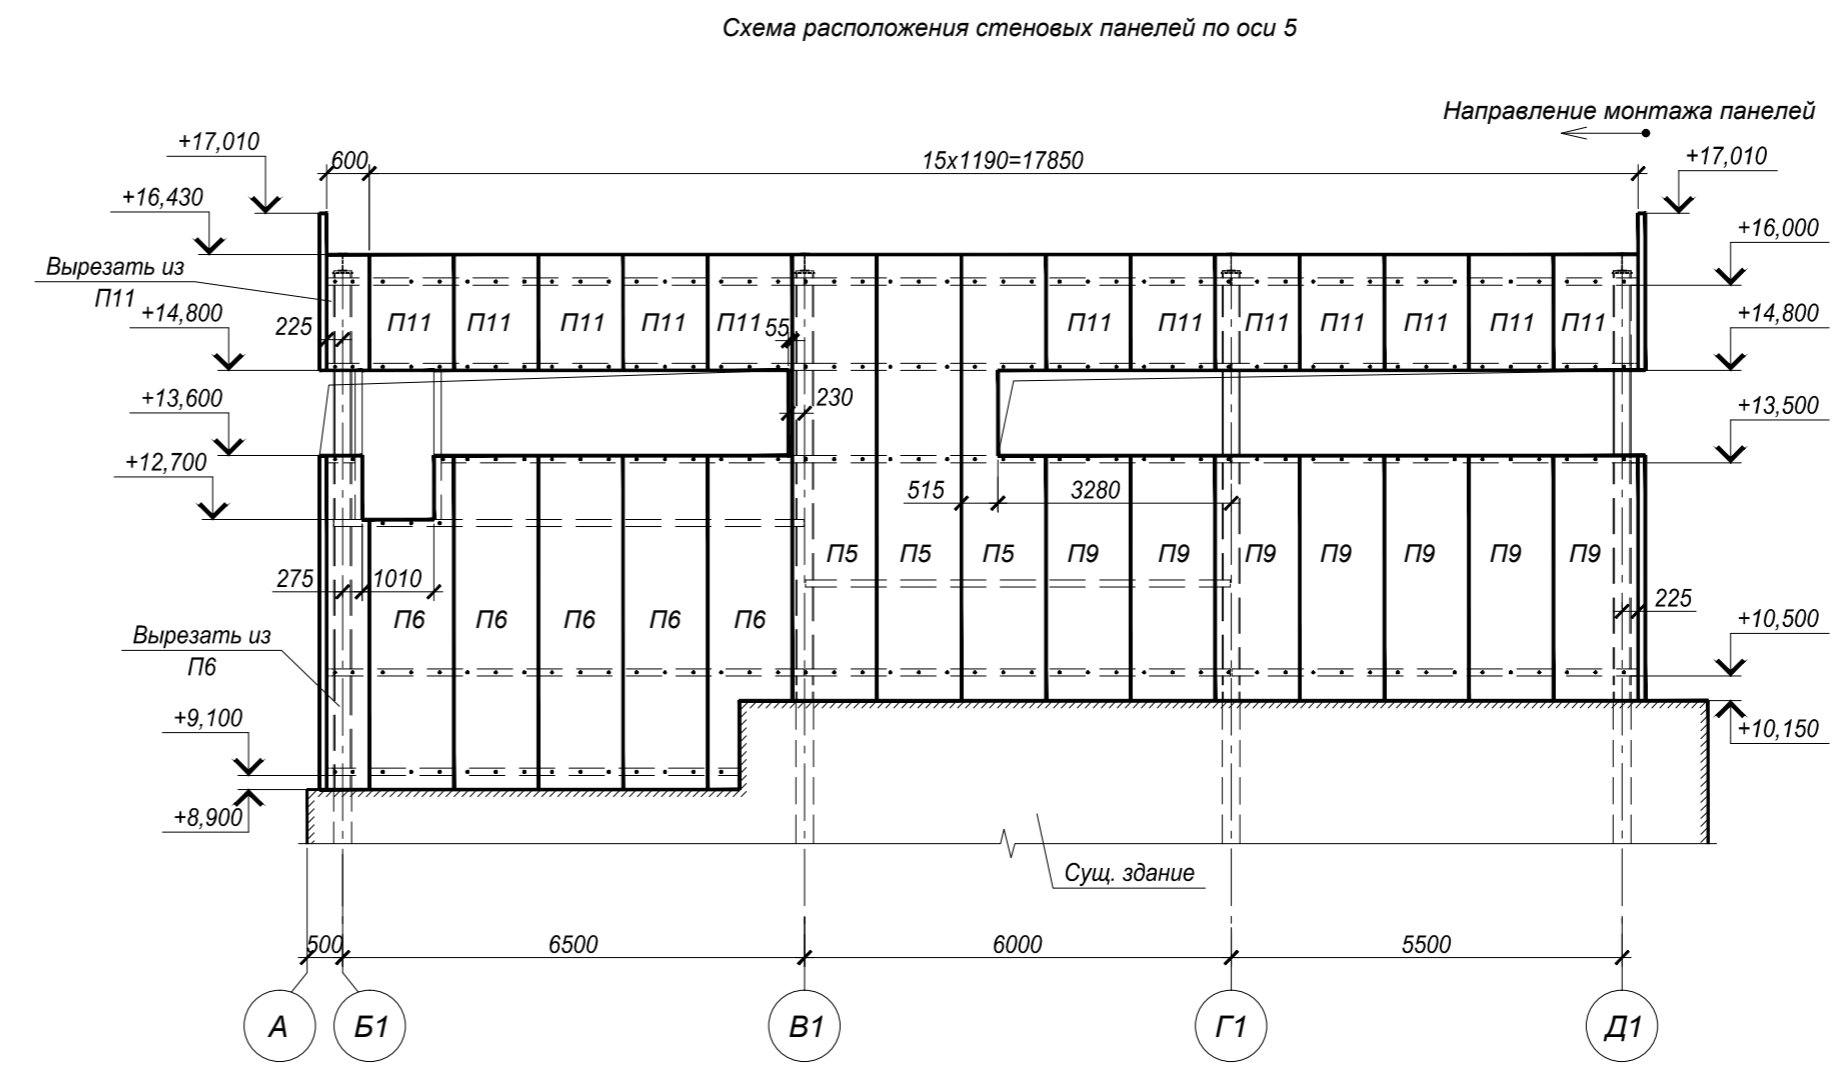 Схема расположения стеновых панелей по оси 5
Направление монтажа панелей
+17,010
600
15х1190=17850
+17,010
+16,430
+16,000
Вырезать из
П11
+14,800
225
П11 П11 П11 П11 П11 55 П11 П11 П11 П11 П11 П11 П11
+14,800
+13,600
230
+13,500
+12,700
515
3280
П5 П5 П5 П9 П9 П9 П9 П9 П9 П9
275
1010
225
П6 П6 П6 П6 П6
+10,500
Вырезать из
П6
+9,100
+10,150
+8,900
Сущ. здание
500
6500
6000
5500
А Б1 В1 Г1 Д1